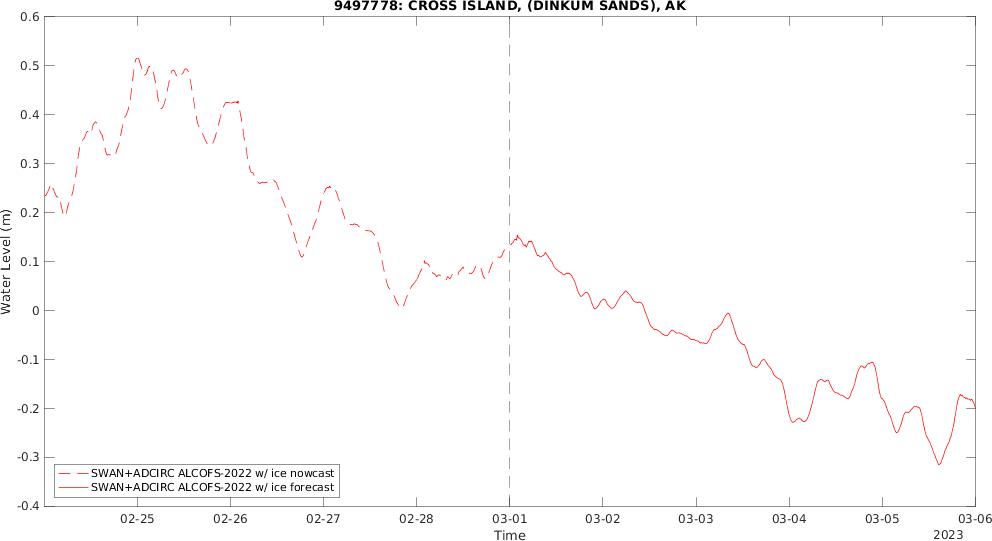 9497778: CROSS ISLAND, (DINKUM SANDS), AK
0.6
0.5
0.4
0.3
0.2
0.1
0
-0.1
-0.2
-0.3
-0.4
Water Level (m)
SWAN+ADCIRC ALCOFS-2022 w/ ice nowcast
SWAN+ADCIRC ALCOFS-2022 w/ ice forecast
02-25 02-26 02-27 02-28 03-01 03-02 03-03 03-04 03-05 03-06
Time
2023